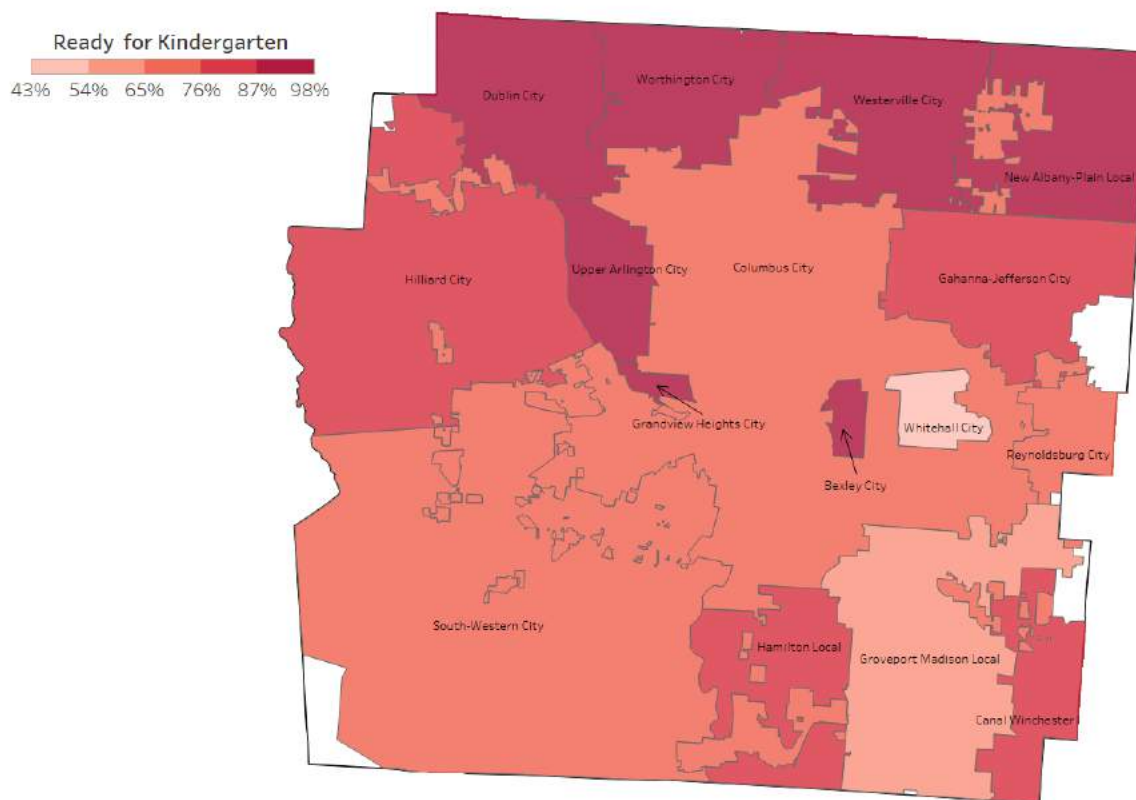 Ready for Kindergarten
43% 54% 65% 76% 87% 98%
Worthington City
Dublin City
Westerville City
New Albany-Plain Local
Upper Arlington City
Columbus City
Hilliard City
Gahanna-Jefferson City
Grandview Heights City
Whitehall City
Reynoldsburg City
Bexley City
South-Western City
Hamilton Local
Groveport Madison Local
Canal Winchester